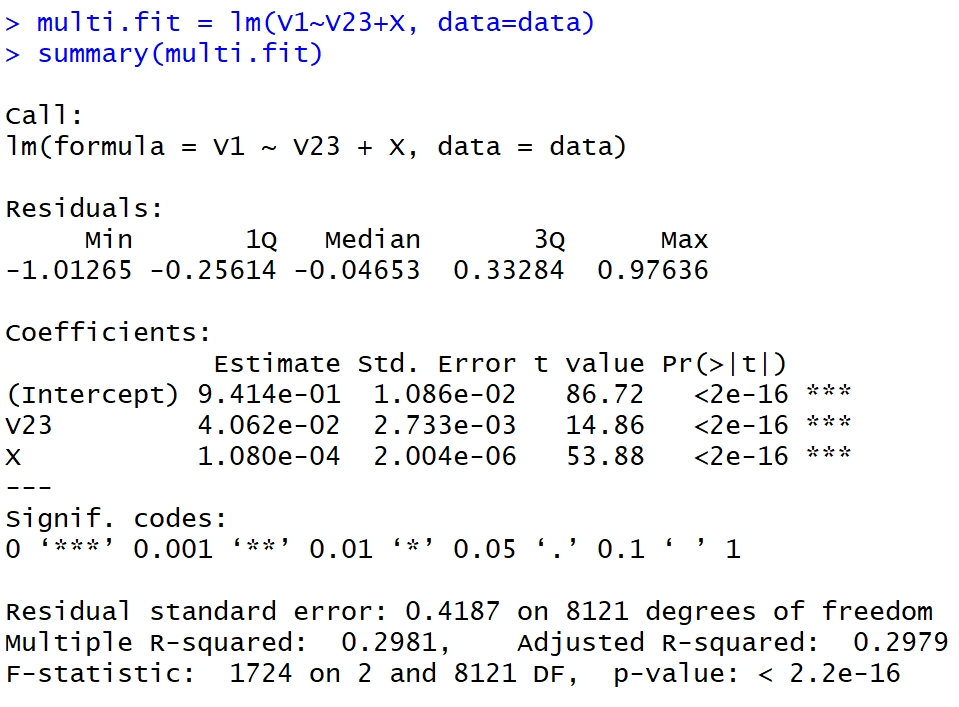 > multi.fit = lm(V1~V23+X, data=data)
> summary(multi.fit)
Call:
lm(formula = V1 ~ V23 + X, data = data)
Residuals:
     Min       1Q   Median       3Q      Max
-1.01265 -0.25614 -0.04653  0.33284  0.97636
Coefficients:
             Estimate Std. Error t value Pr(>|t|)
(Intercept) 9.414e-01  1.086e-02   86.72   <2e-16 ***
V23         4.062e-02  2.733e-03   14.86   <2e-16 ***
X           1.080e-04  2.004e-06   53.88   <2e-16 ***
---
Signif. codes:
0 ‘***’ 0.001 ‘**’ 0.01 ‘*’ 0.05 ‘.’ 0.1 ‘ ’ 1
Residual standard error: 0.4187 on 8121 degrees of freedom
Multiple R-squared:  0.2981,    Adjusted R-squared:  0.2979
F-statistic:  1724 on 2 and 8121 DF,  p-value: < 2.2e-16